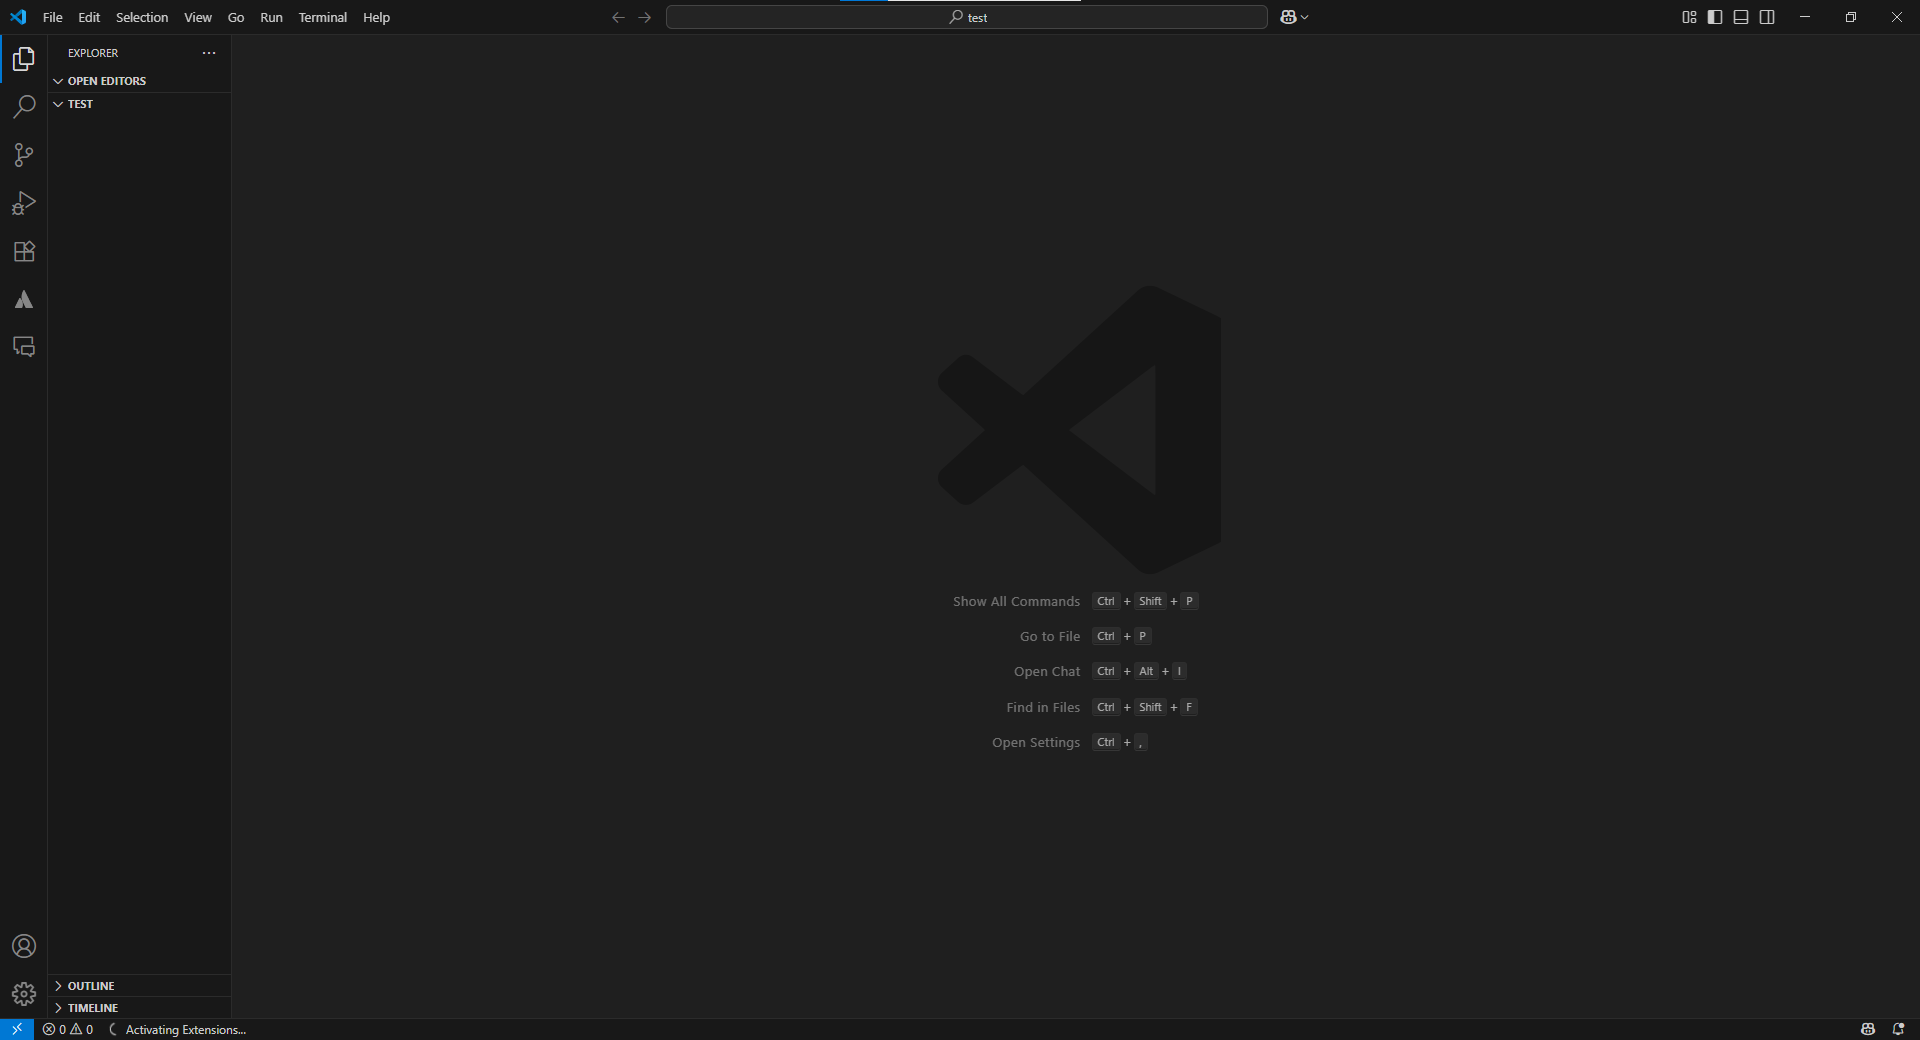 File Edit Selection View Go Run Terminal Help
test
EXPLORER
OPEN EDITORS
TEST
Show All Commands Ctrl + Shift + P
Go to File Ctrl + P
Open Chat Ctrl + Alt + I
Find in Files Ctrl + Shift + F
Open Settings Ctrl + ,
OUTLINE
TIMELINE
0 0 Activating Extensions...